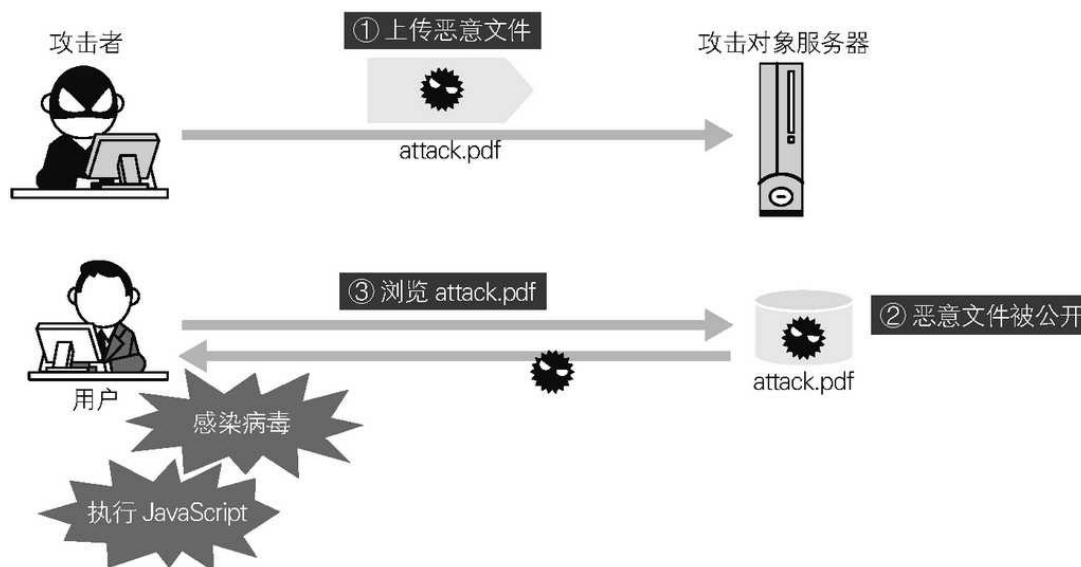 ① 上传恶意文件
攻击者
攻击对象服务器
attack.pdf
③ 浏览 attack.pdf
② 恶意文件被公开
attack.pdf
用户
感染病毒
执行 JavaScript